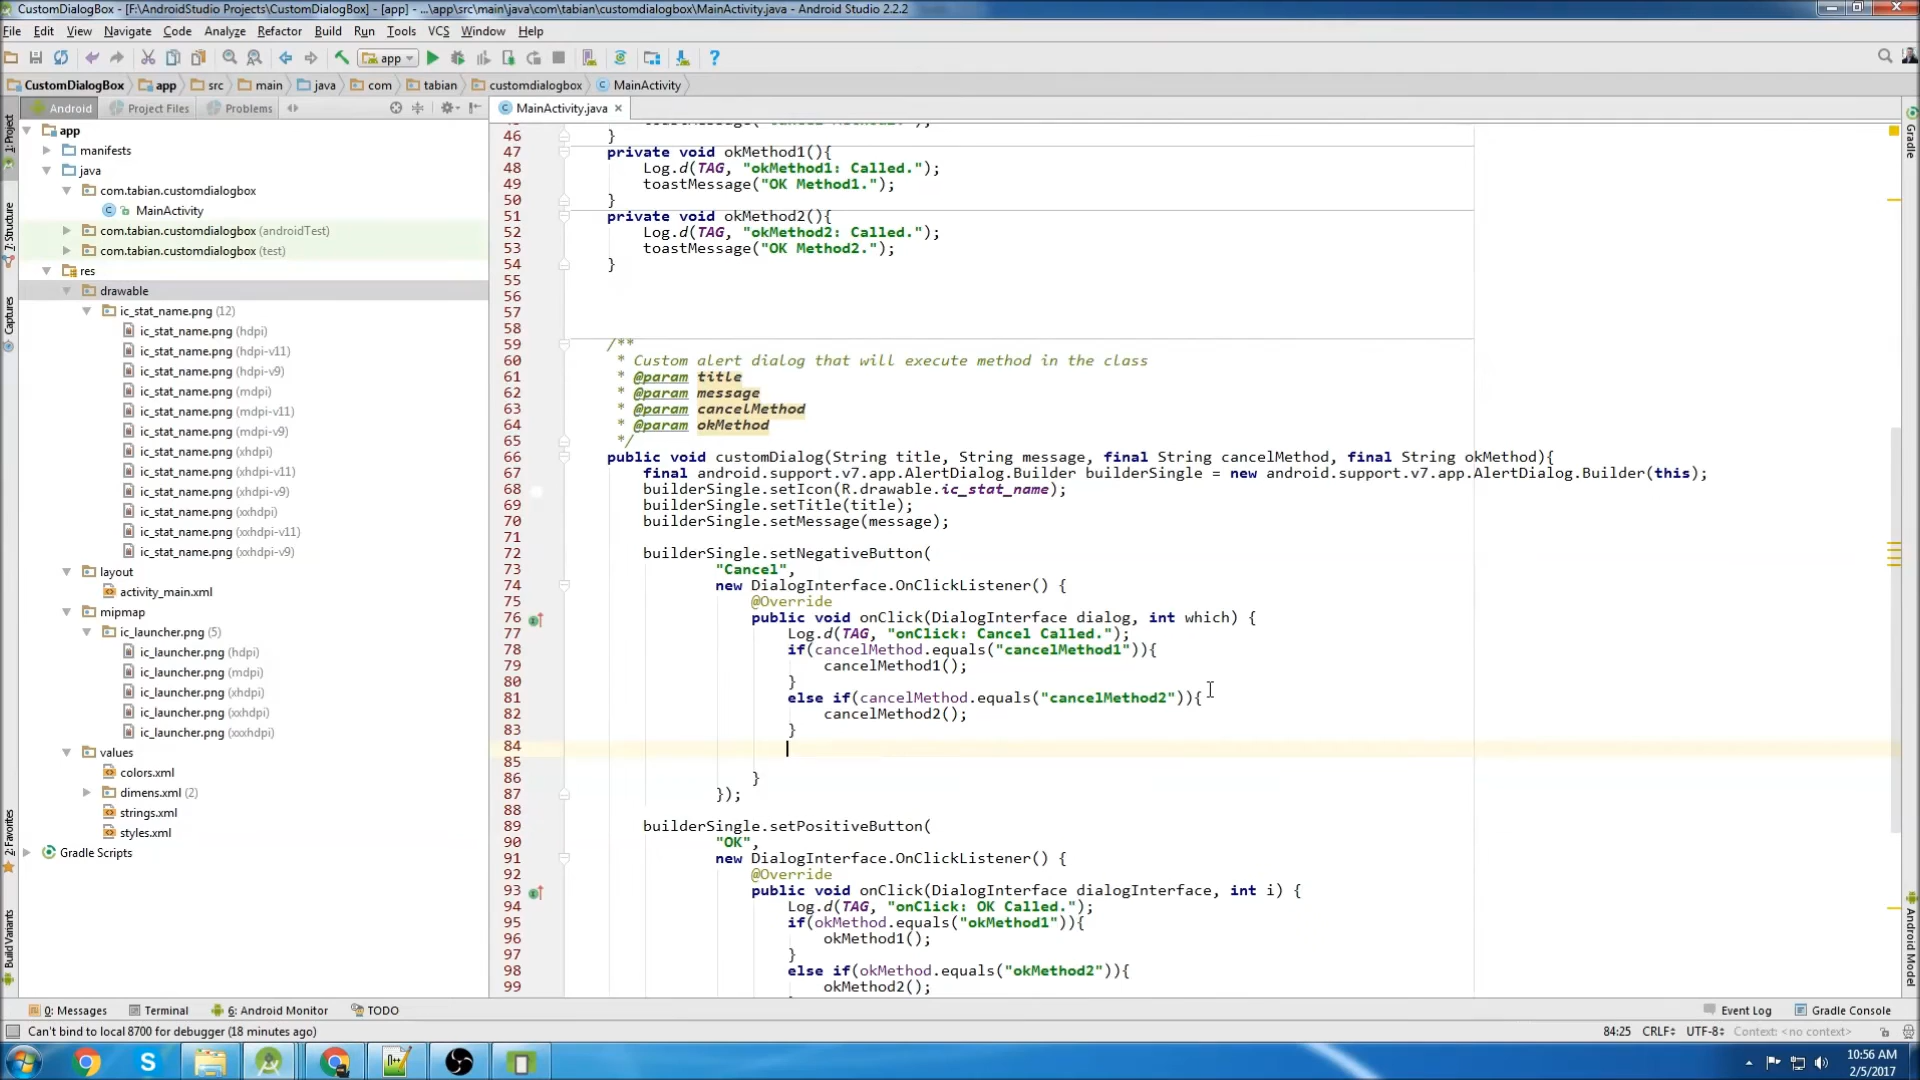 CustomDialogBox - [F:\AndroidStudio Projects\CustomDialogBox] - [app] - ...\app\src\main\java\com\tabian\customdialogbox\MainActivity.java - Android Studio 2.2.2
File Edit View Navigate Code Analyze Refactor Build Run Tools VCS Window Help
app
CustomDialogBox app src main java com tabian customdialogbox MainActivity
Android Project Files Problems MainActivity.java
1: Project
7: Structure
Captures
2: Favorites
Build Variants
app
manifests
java
com.tabian.customdialogbox
MainActivity
com.tabian.customdialogbox (androidTest)
com.tabian.customdialogbox (test)
res
drawable
ic_stat_name.png (12)
ic_stat_name.png (hdpi)
ic_stat_name.png (hdpi-v11)
ic_stat_name.png (hdpi-v9)
ic_stat_name.png (mdpi)
ic_stat_name.png (mdpi-v11)
ic_stat_name.png (mdpi-v9)
ic_stat_name.png (xhdpi)
ic_stat_name.png (xhdpi-v11)
ic_stat_name.png (xhdpi-v9)
ic_stat_name.png (xxhdpi)
ic_stat_name.png (xxhdpi-v11)
ic_stat_name.png (xxhdpi-v9)
layout
activity_main.xml
mipmap
ic_launcher.png (5)
ic_launcher.png (hdpi)
ic_launcher.png (mdpi)
ic_launcher.png (xhdpi)
ic_launcher.png (xxhdpi)
ic_launcher.png (xxxhdpi)
values
colors.xml
dimens.xml (2)
strings.xml
styles.xml
Gradle Scripts
46 }
47 private void okMethod1(){
48 Log.d(TAG, "okMethod1: Called.");
49 toastMessage("OK Method1.");
50 }
51 private void okMethod2(){
52 Log.d(TAG, "okMethod2: Called.");
53 toastMessage("OK Method2.");
54 }
55
56
57
58
59 /**
60 * Custom alert dialog that will execute method in the class
61 * @param title
62 * @param message
63 * @param cancelMethod
64 * @param okMethod
65 */
66 public void customDialog(String title, String message, final String cancelMethod, final String okMethod){
67 final android.support.v7.app.AlertDialog.Builder builderSingle = new android.support.v7.app.AlertDialog.Builder(this);
68 builderSingle.setIcon(R.drawable.ic_stat_name);
69 builderSingle.setTitle(title);
70 builderSingle.setMessage(message);
71
72 builderSingle.setNegativeButton(
73 "Cancel",
74 new DialogInterface.OnClickListener() {
75 @Override
76 public void onClick(DialogInterface dialog, int which) {
77 Log.d(TAG, "onClick: Cancel Called.");
78 if(cancelMethod.equals("cancelMethod1")){
79 cancelMethod1();
80 }
81 else if(cancelMethod.equals("cancelMethod2")){
82 cancelMethod2();
83 }
84
85
86 }
87 });
88
89 builderSingle.setPositiveButton(
90 "OK",
91 new DialogInterface.OnClickListener() {
92 @Override
93 public void onClick(DialogInterface dialogInterface, int i) {
94 Log.d(TAG, "onClick: OK Called.");
95 if(okMethod.equals("okMethod1")){
96 okMethod1();
97 }
98 else if(okMethod.equals("okMethod2")){
99 okMethod2();
Gradle
Android Model
0: Messages Terminal 6: Android Monitor TODO Event Log Gradle Console
Can't bind to local 8700 for debugger (18 minutes ago) 84:25 CRLF UTF-8 Context: <no context>
10:56 AM
2/5/2017